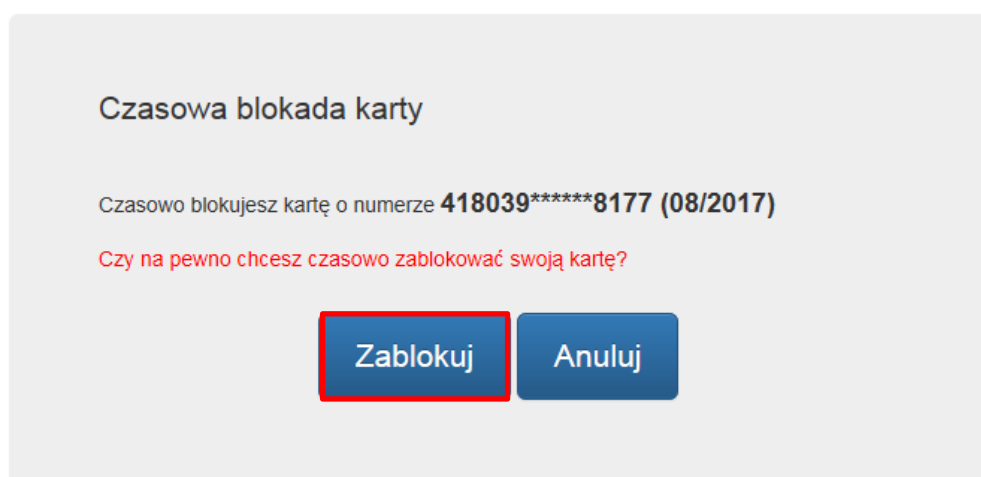 Czasowa blokada karty
Czasowo blokujesz kartę o numerze 418039******8177 (08/2017)
Czy na pewno chcesz czasowo zablokować swoją kartę?
Zablokuj Anuluj